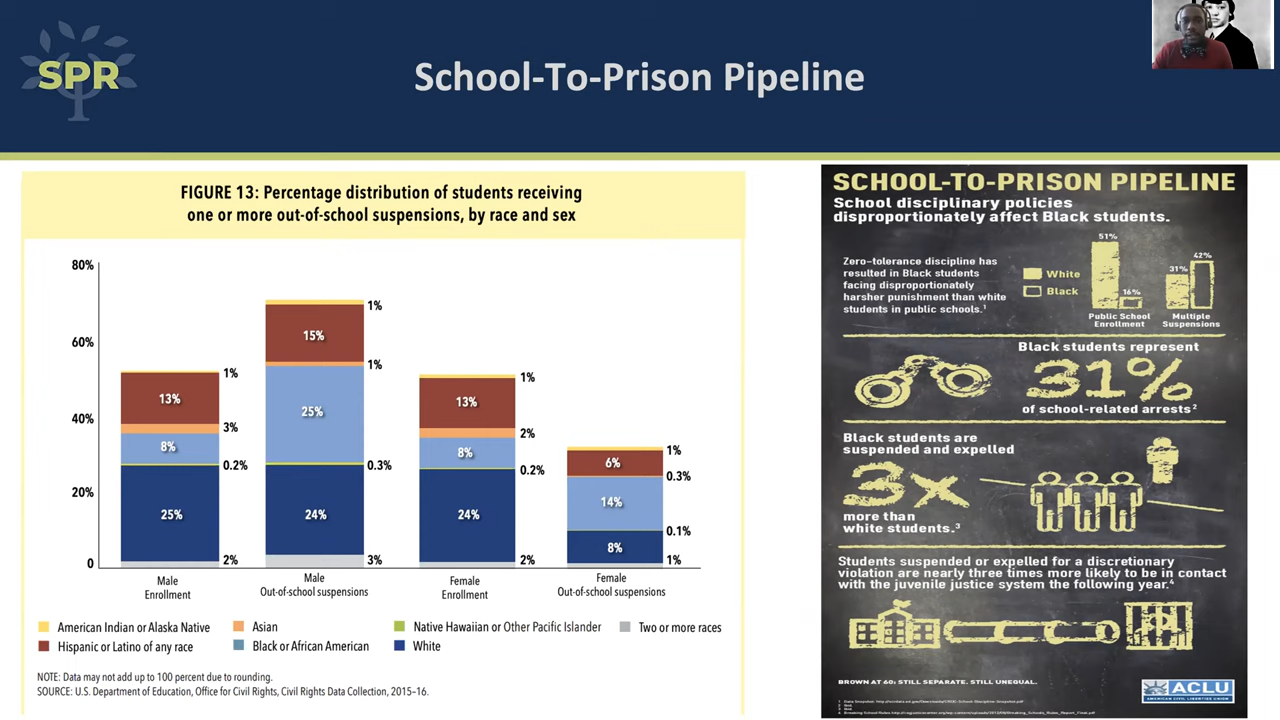 SPR
School-To-Prison Pipeline
FIGURE 13: Percentage distribution of students receiving
one or more out-of-school suspensions, by race and sex
80%
60%
40%
20%
0
1%
13%
3%
8%
0.2%
25%
2%
Male
Enrollment
1%
15%
1%
25%
0.3%
24%
3%
Male
Out-of-school suspensions
1%
13%
2%
8%
0.2%
24%
2%
Female
Enrollment
1%
6%
0.3%
14%
0.1%
8%
1%
Female
Out-of-school suspensions
American Indian or Alaska Native
Asian
Native Hawaiian or Other Pacific Islander
Two or more races
Hispanic or Latino of any race
Black or African American
White
NOTE: Data may not add up to 100 percent due to rounding.
SOURCE: U.S. Department of Education, Office for Civil Rights, Civil Rights Data Collection, 2015–16.
SCHOOL-TO-PRISON PIPELINE
School disciplinary policies
disproportionately affect Black students.
Zero-tolerance discipline has
resulted in Black students
facing disproportionately
harsher punishment than white
students in public schools.1
White
Black
51%
16%
Public School
Enrollment
31%
42%
Multiple
Suspensions
Black students represent
31%
of school-related arrests2
Black students are
suspended and expelled
3x
more than
white students.3
Students suspended or expelled for a discretionary
violation are nearly three times more likely to be in contact
with the juvenile justice system the following year.4
BROWN AT 60: STILL SEPARATE. STILL UNEQUAL.
ACLU
AMERICAN CIVIL LIBERTIES UNION